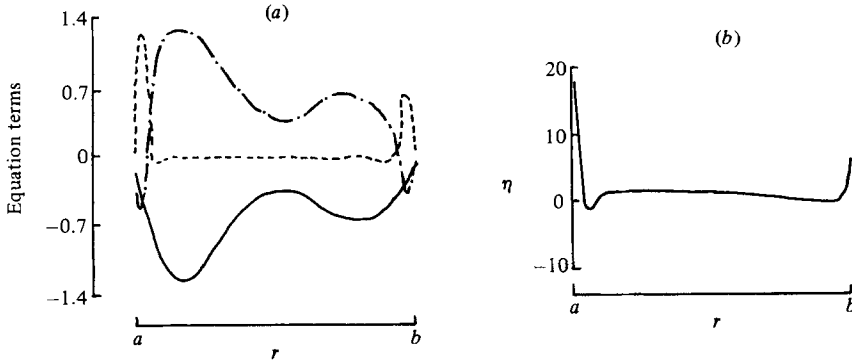 (a)
1.4
0.7
0
−0.7
−1.4
Equation terms
a
r
b
(b)
20
10
0
−10
η
a
r
b